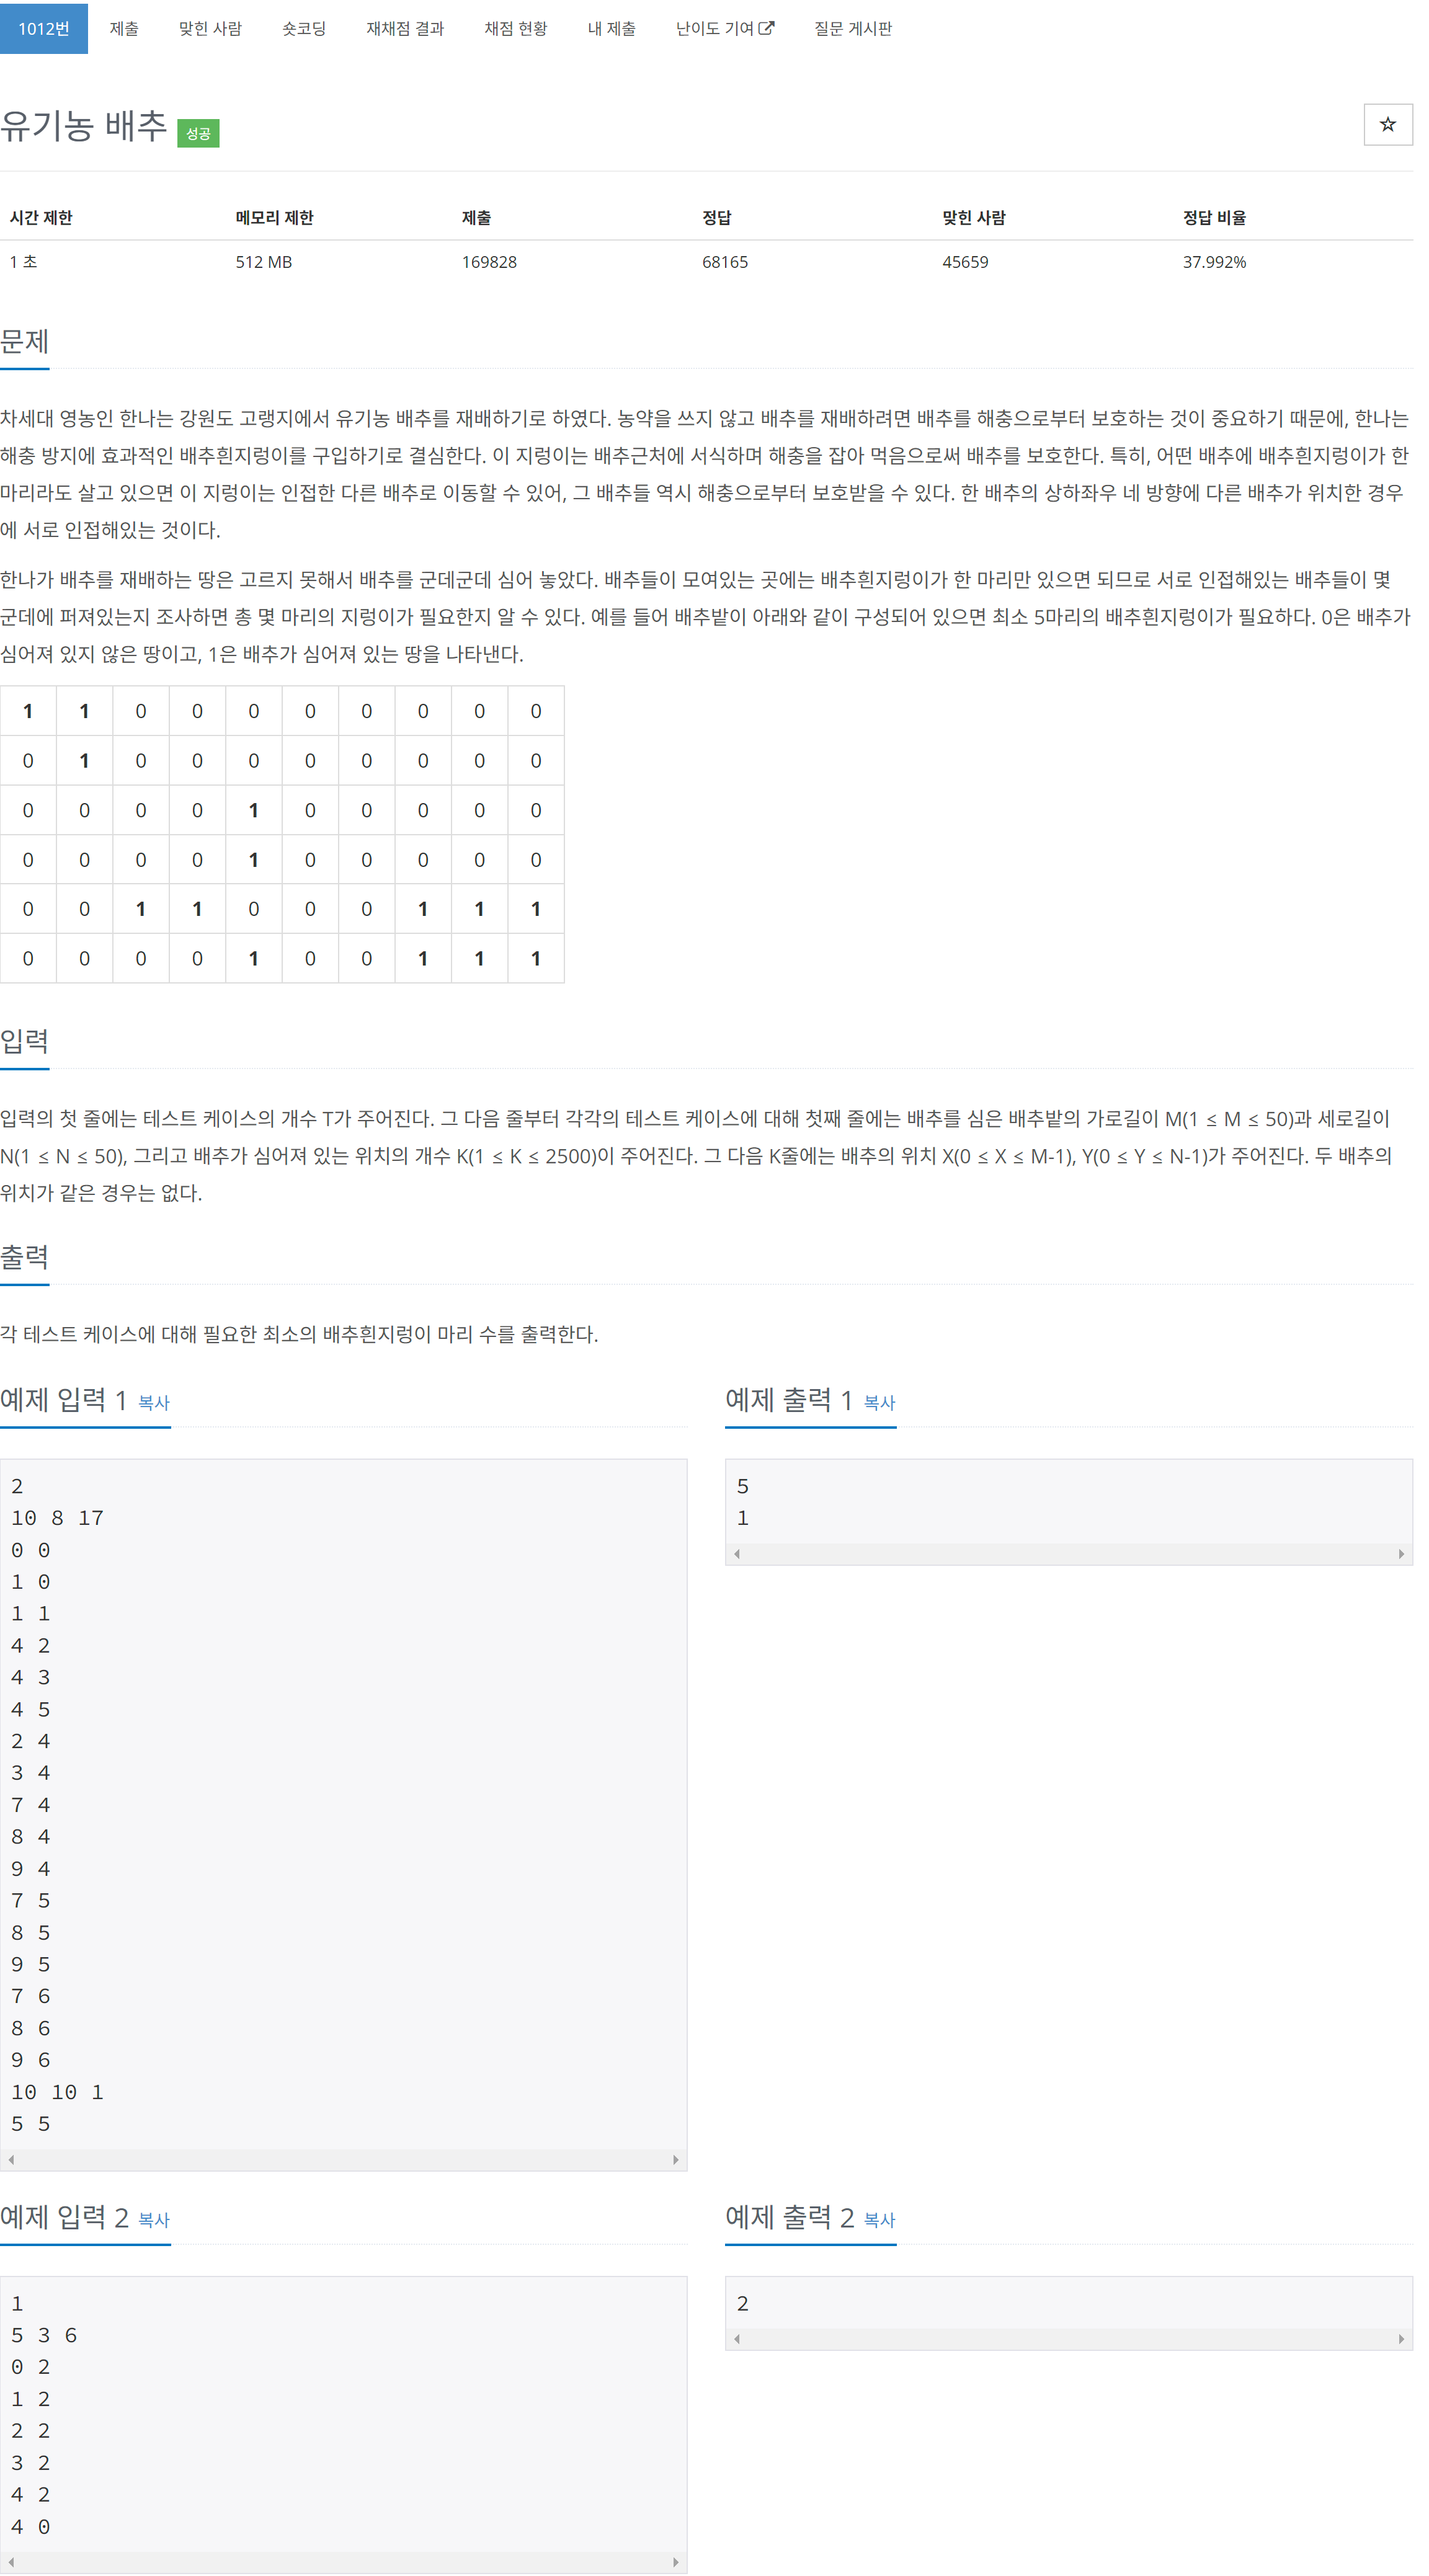 1012번 제출 맞힌 사람 숏코딩 재채점 결과 채점 현황 내 제출 난이도 기여 질문 게시판
유기농 배추 성공
시간 제한 메모리 제한 제출 정답 맞힌 사람 정답 비율
1 초 512 MB 169828 68165 45659 37.992%
문제
차세대 영농인 한나는 강원도 고랭지에서 유기농 배추를 재배하기로 하였다. 농약을 쓰지 않고 배추를 재배하려면 배추를 해충으로부터 보호하는 것이 중요하기 때문에, 한나는
해충 방지에 효과적인 배추흰지렁이를 구입하기로 결심한다. 이 지렁이는 배추근처에 서식하며 해충을 잡아 먹음으로써 배추를 보호한다. 특히, 어떤 배추에 배추흰지렁이가 한
마리라도 살고 있으면 이 지렁이는 인접한 다른 배추로 이동할 수 있어, 그 배추들 역시 해충으로부터 보호받을 수 있다. 한 배추의 상하좌우 네 방향에 다른 배추가 위치한 경우
에 서로 인접해있는 것이다.
한나가 배추를 재배하는 땅은 고르지 못해서 배추를 군데군데 심어 놓았다. 배추들이 모여있는 곳에는 배추흰지렁이가 한 마리만 있으면 되므로 서로 인접해있는 배추들이 몇
군데에 퍼져있는지 조사하면 총 몇 마리의 지렁이가 필요한지 알 수 있다. 예를 들어 배추밭이 아래와 같이 구성되어 있으면 최소 5마리의 배추흰지렁이가 필요하다. 0은 배추가
심어져 있지 않은 땅이고, 1은 배추가 심어져 있는 땅을 나타낸다.
1 1 0 0 0 0 0 0 0 0
0 1 0 0 0 0 0 0 0 0
0 0 0 0 1 0 0 0 0 0
0 0 0 0 1 0 0 0 0 0
0 0 1 1 0 0 0 1 1 1
0 0 0 0 1 0 0 1 1 1
입력
입력의 첫 줄에는 테스트 케이스의 개수 T가 주어진다. 그 다음 줄부터 각각의 테스트 케이스에 대해 첫째 줄에는 배추를 심은 배추밭의 가로길이 M(1 ≤ M ≤ 50)과 세로길이
N(1 ≤ N ≤ 50), 그리고 배추가 심어져 있는 위치의 개수 K(1 ≤ K ≤ 2500)이 주어진다. 그 다음 K줄에는 배추의 위치 X(0 ≤ X ≤ M-1), Y(0 ≤ Y ≤ N-1)가 주어진다. 두 배추의
위치가 같은 경우는 없다.
출력
각 테스트 케이스에 대해 필요한 최소의 배추흰지렁이 마리 수를 출력한다.
예제 입력 1 복사
2
10 8 17
0 0
1 0
1 1
4 2
4 3
4 5
2 4
3 4
7 4
8 4
9 4
7 5
8 5
9 5
7 6
8 6
9 6
10 10 1
5 5
예제 출력 1 복사
5
1
예제 입력 2 복사
1
5 3 6
0 2
1 2
2 2
3 2
4 2
4 0
예제 출력 2 복사
2